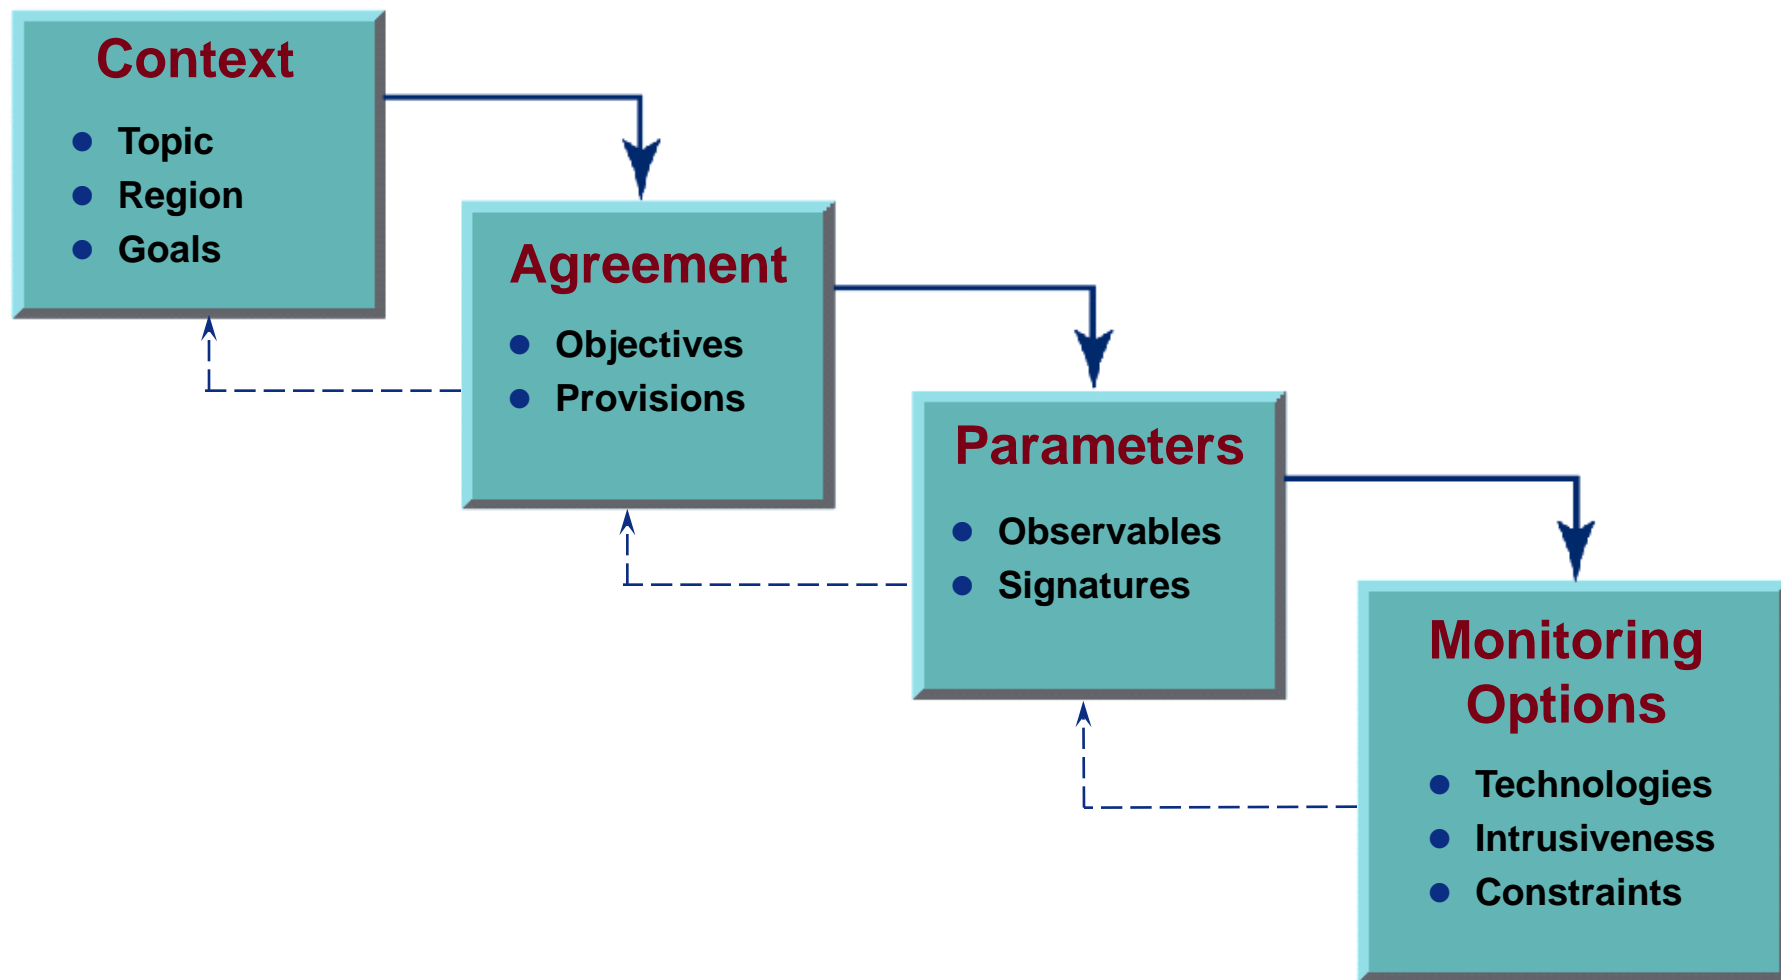 Context
Topic
Region
Goals
Agreement
Objectives
Provisions
Parameters
Observables
Signatures
Monitoring
Options
Technologies
Intrusiveness
Constraints